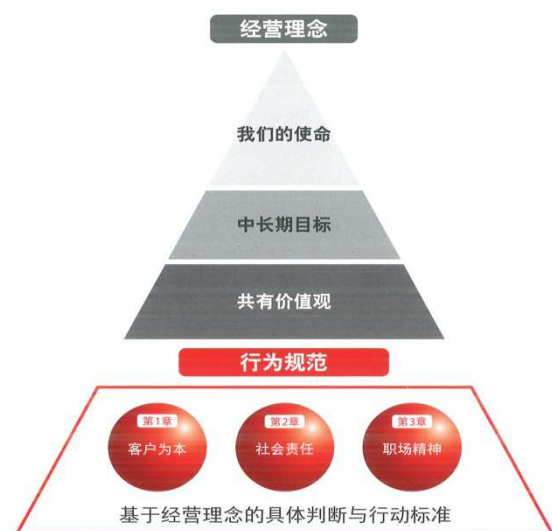 经营理念
我们的使命
中长期目标
共有价值观
行为规范
第1章
客户为本
第2章
社会责任
第3章
职场精神
基于经营理念的具体判断与行动标准